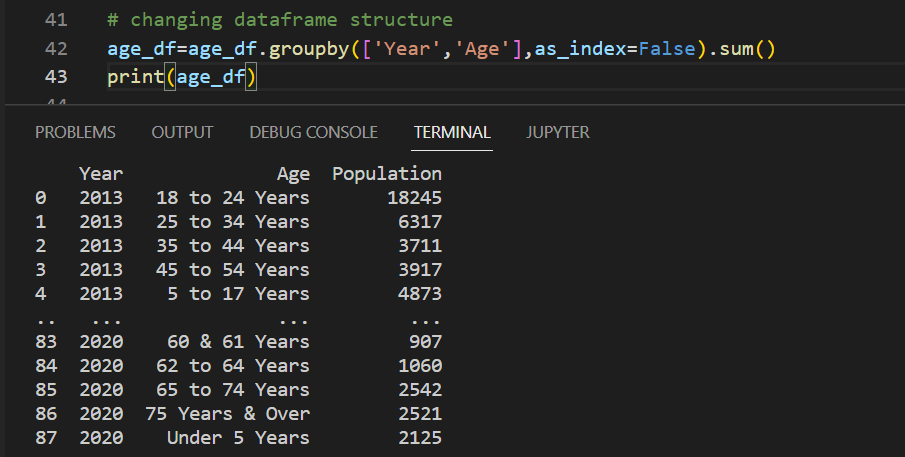 41 # changing dataframe structure
42 age_df=age_df.groupby(['Year','Age'],as_index=False).sum()
43 print(age_df)
44
PROBLEMS OUTPUT DEBUG CONSOLE TERMINAL JUPYTER
Year Age Population
0 2013 18 to 24 Years 18245
1 2013 25 to 34 Years 6317
2 2013 35 to 44 Years 3711
3 2013 45 to 54 Years 3917
4 2013 5 to 17 Years 4873
.. ... ... ...
83 2020 60 & 61 Years 907
84 2020 62 to 64 Years 1060
85 2020 65 to 74 Years 2542
86 2020 75 Years & Over 2521
87 2020 Under 5 Years 2125